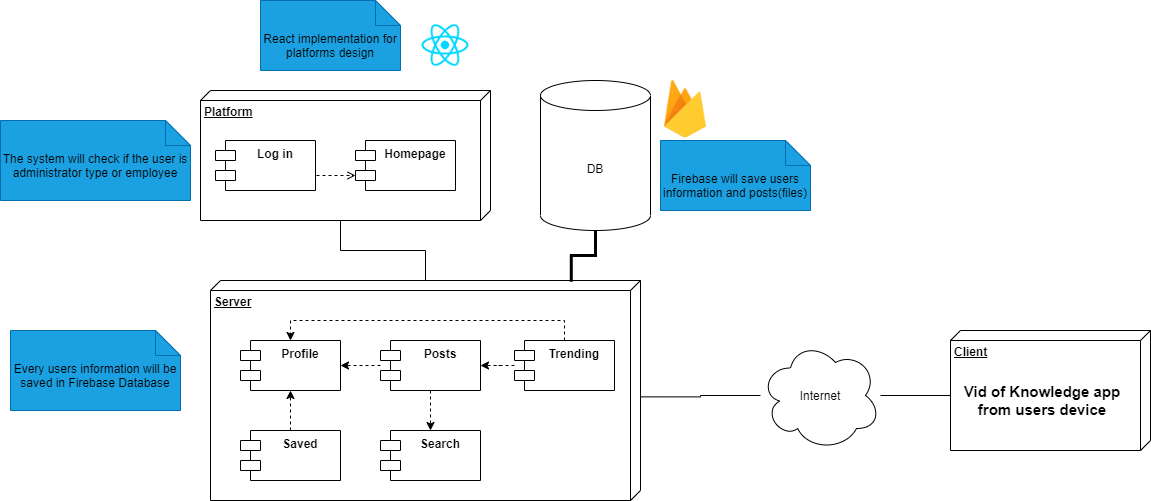 React implementation for
platforms design
Platform
Log in
Homepage
The system will check if the user is
administrator type or employee
DB
Firebase will save users
information and posts(files)
Server
Profile
Posts
Trending
Saved
Search
Every users information will be
saved in Firebase Database
Internet
Client
Vid of Knowledge app
from users device